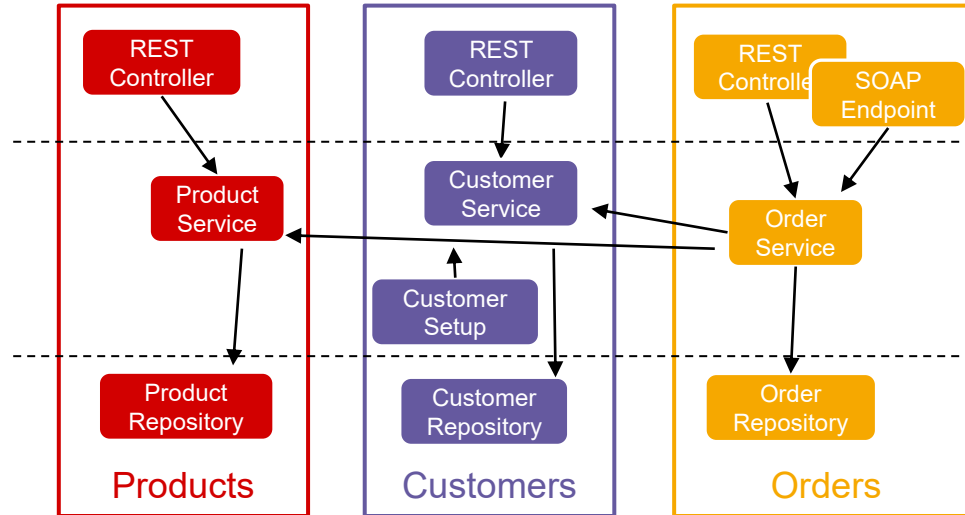 REST
Controller
REST
Controller
REST
Controlle
SOAP
Endpoint
Product
Service
Customer
Service
Order
Service
Customer
Setup
Product
Repository
Customer
Repository
Order
Repository
Products
Customers
Orders